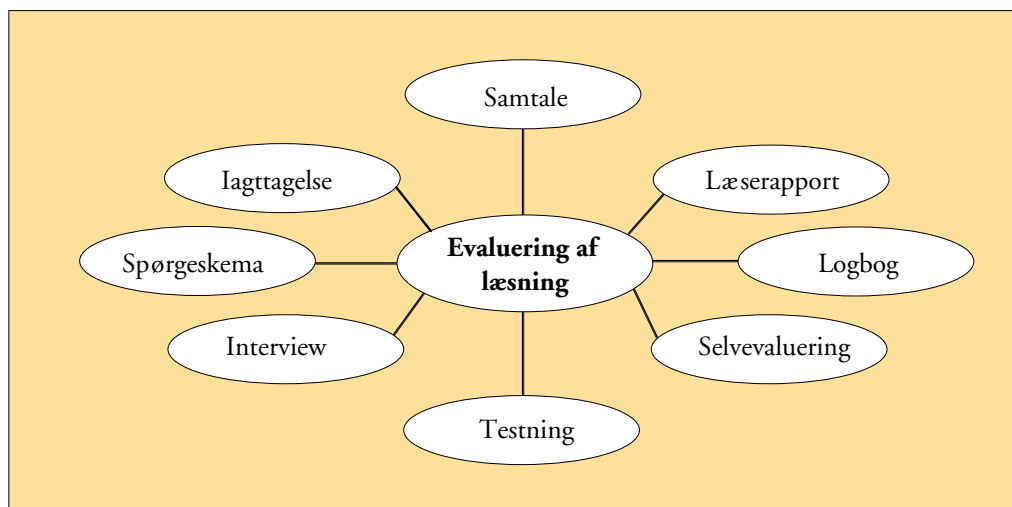 Samtale
Iagttagelse
Læserapport
Spørgeskema
Evaluering af
læsning
Logbog
Interview
Selvevaluering
Testning